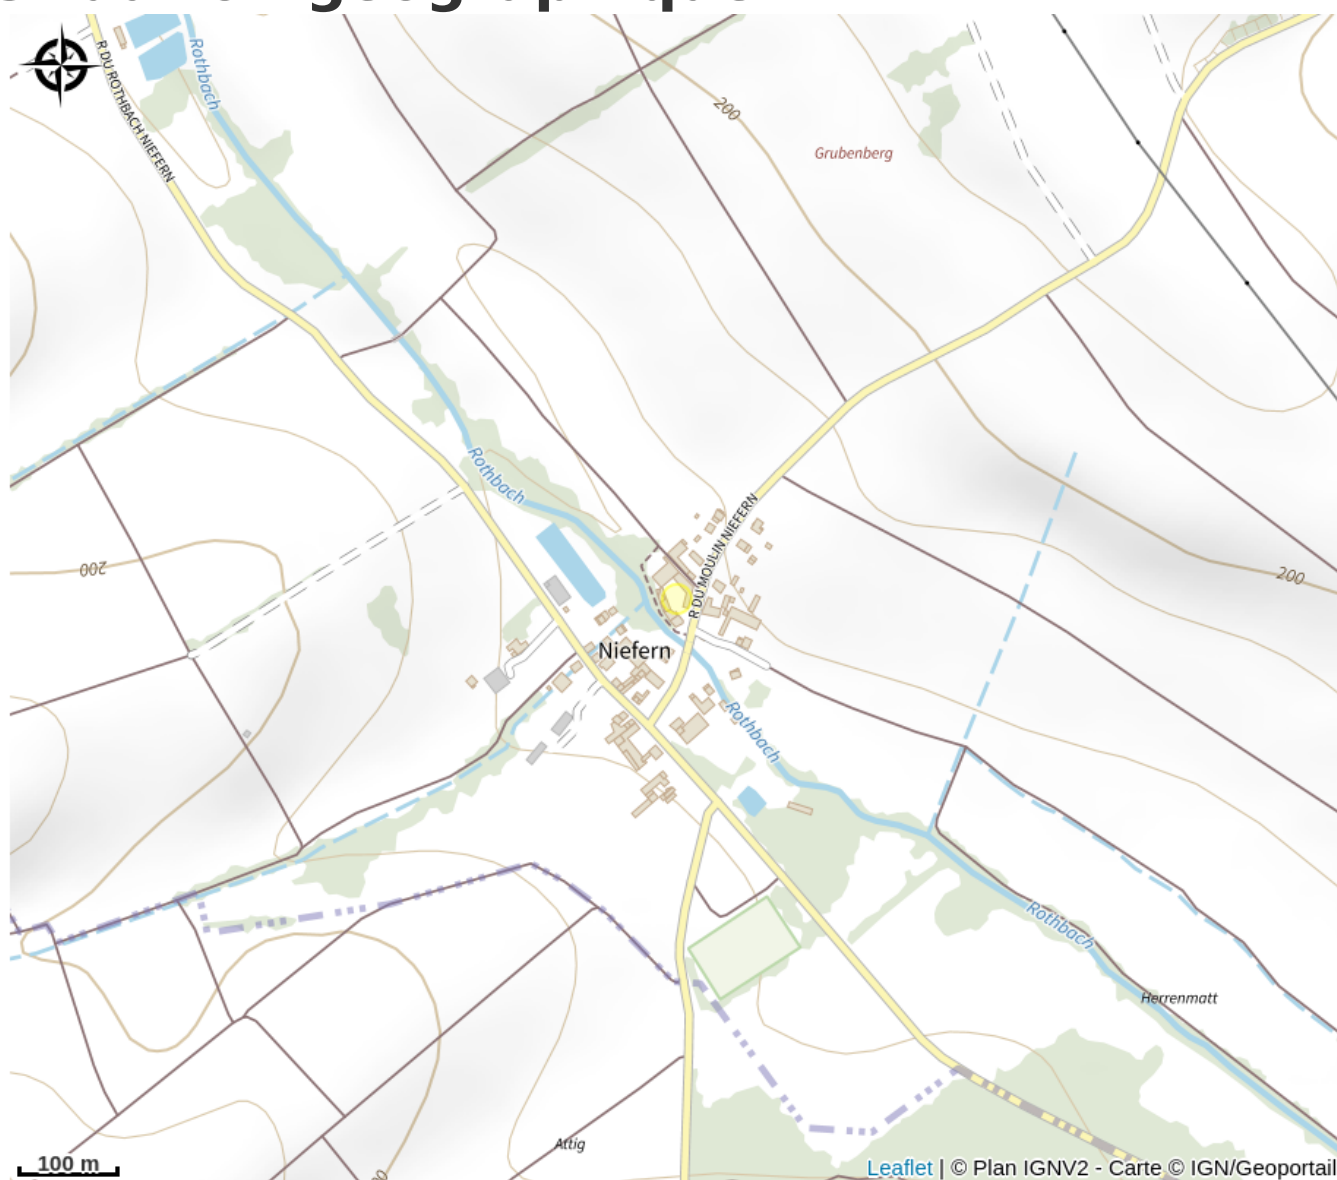 Rothbach
R DU ROTHBACH NIEFERN
200
Grubenberg
Rothbach
R DU MOULIN NIEFERN
200
200
Niefern
Rothbach
Rothbach
Herrenmatt
Attig
100 m
Leaflet | © Plan IGNV2 - Carte © IGN/Geoportail